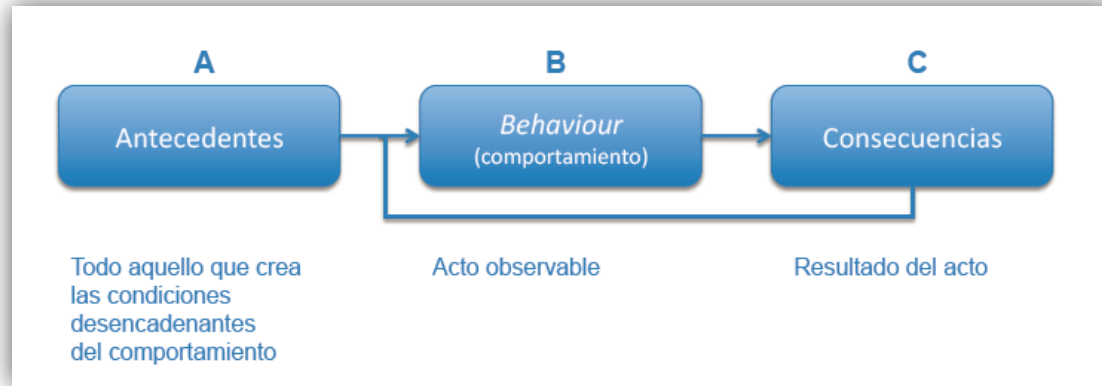 A
B
C
Antecedentes
Behaviour
(comportamiento)
Consecuencias
Todo aquello que crea
las condiciones
desencadenantes
del comportamiento
Acto observable
Resultado del acto